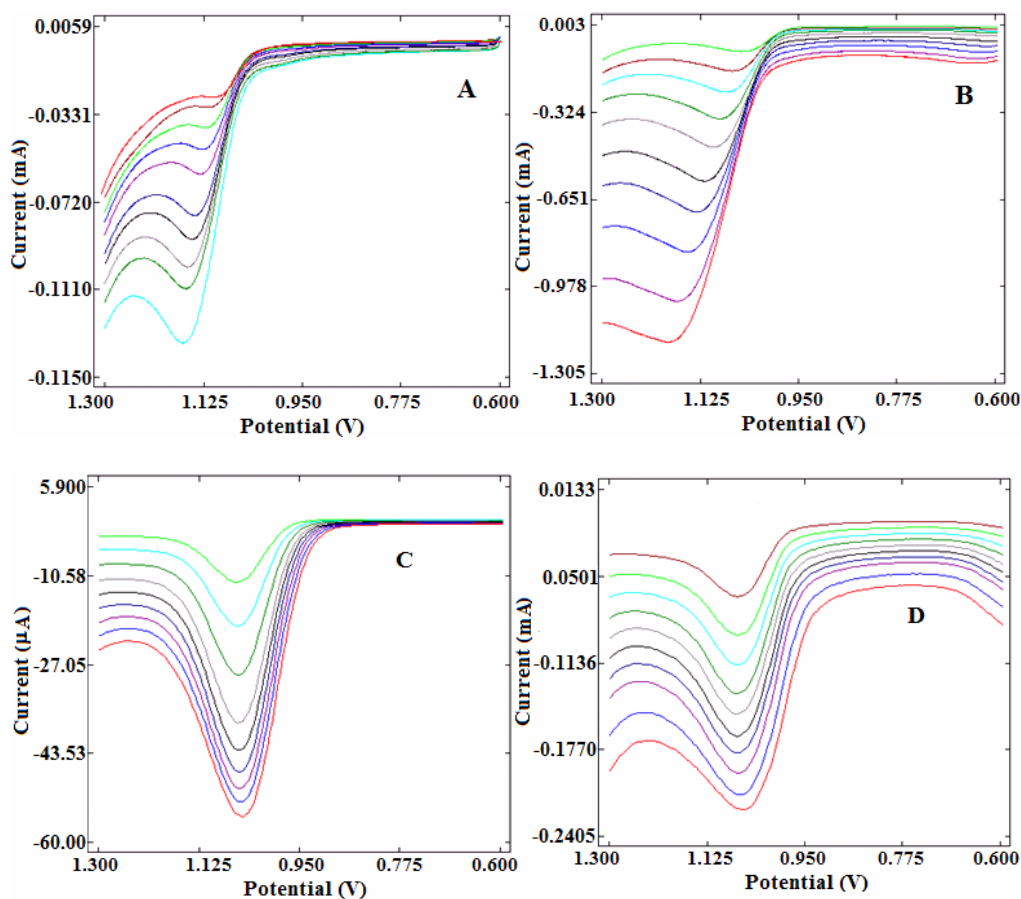 0.0059
-0.0331
-0.0720
-0.1110
-0.1150
Current (mA)
A
1.300 1.125 0.950 0.775 0.600
Potential (V)
0.003
-0.324
-0.651
-0.978
-1.305
Current (mA)
B
1.300 1.125 0.950 0.775 0.600
Potential (V)
5.900
-10.58
-27.05
-43.53
-60.00
Current (µA)
C
1.300 1.125 0.950 0.775 0.600
Potential (V)
0.0133
0.0501
-0.1136
-0.1770
-0.2405
Current (mA)
D
1.300 1.125 0.950 0.775 0.600
Potential (V)